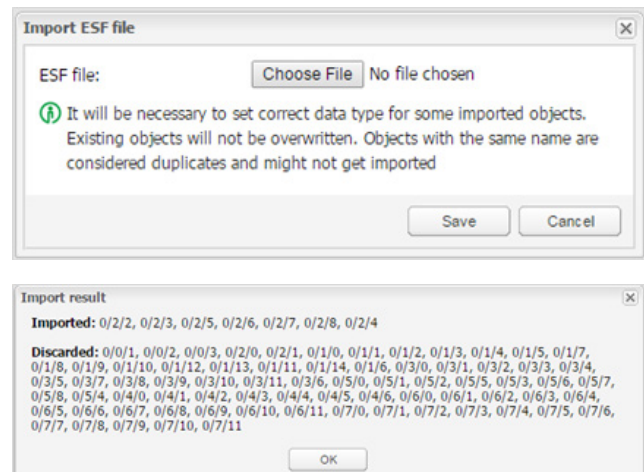 Import ESF file
ESF file: Choose File No file chosen
It will be necessary to set correct data type for some imported objects.
Existing objects will not be overwritten. Objects with the same name are
considered duplicates and might not get imported
Save Cancel
Import result
Imported: 0/2/2, 0/2/3, 0/2/5, 0/2/6, 0/2/7, 0/2/8, 0/2/4
Discarded: 0/0/1, 0/0/2, 0/0/3, 0/2/0, 0/2/1, 0/1/0, 0/1/1, 0/1/2, 0/1/3, 0/1/4, 0/1/5, 0/1/7,
0/1/8, 0/1/9, 0/1/10, 0/1/12, 0/1/13, 0/1/11, 0/1/14, 0/1/6, 0/3/0, 0/3/1, 0/3/2, 0/3/3, 0/3/4,
0/3/5, 0/3/7, 0/3/8, 0/3/9, 0/3/10, 0/3/11, 0/3/6, 0/5/0, 0/5/1, 0/5/2, 0/5/5, 0/5/3, 0/5/6, 0/5/7,
0/5/8, 0/5/4, 0/4/0, 0/4/1, 0/4/2, 0/4/3, 0/4/4, 0/4/5, 0/4/6, 0/6/0, 0/6/1, 0/6/2, 0/6/3, 0/6/4,
0/6/5, 0/6/6, 0/6/7, 0/6/8, 0/6/9, 0/6/10, 0/6/11, 0/7/0, 0/7/1, 0/7/2, 0/7/3, 0/7/4, 0/7/5, 0/7/6,
0/7/7, 0/7/8, 0/7/9, 0/7/10, 0/7/11
OK